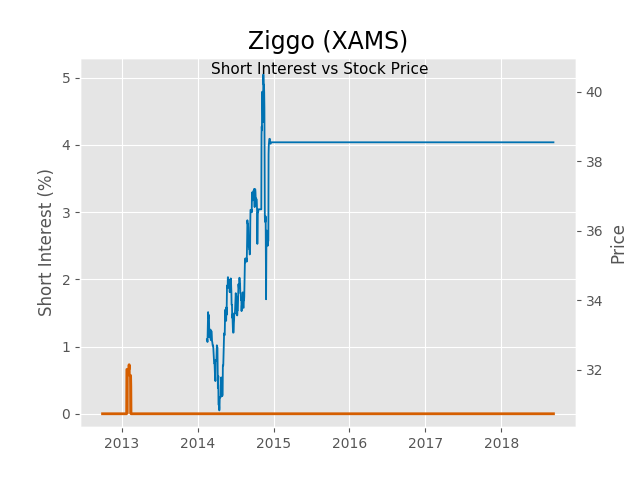 Ziggo (XAMS)
Short Interest vs Stock Price
Short Interest (%)
5
4
3
2
1
0
40
38
36
34
32
Price
2013 2014 2015 2016 2017 2018